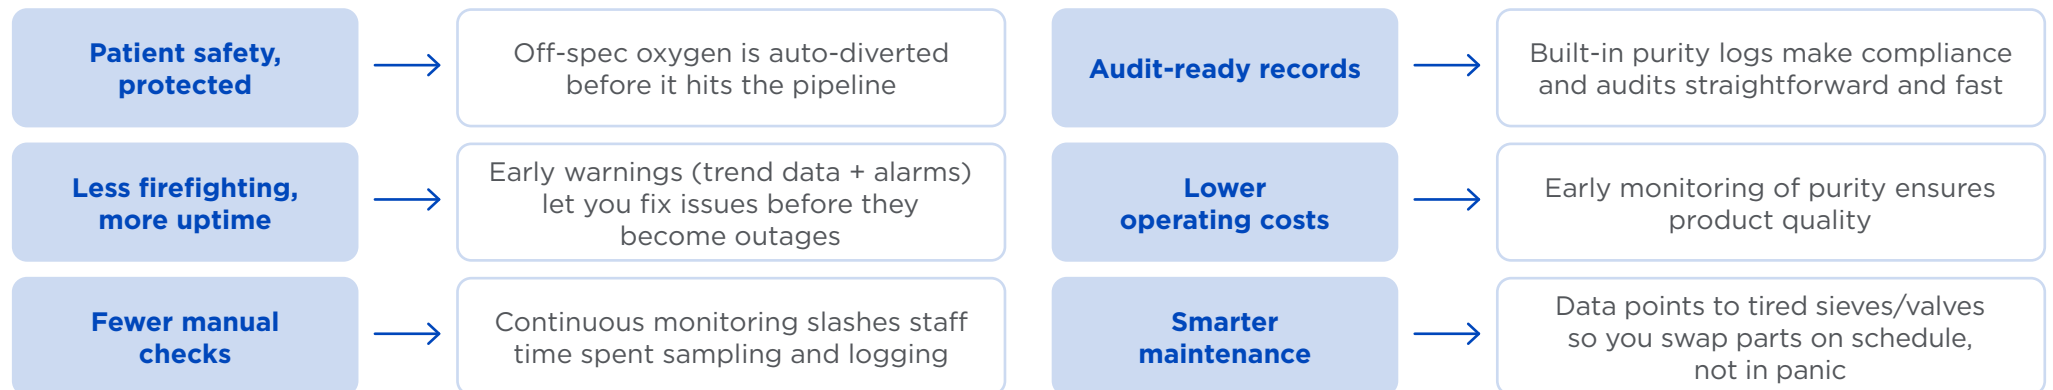 Patient safety,
protected
Off-spec oxygen is auto-diverted
before it hits the pipeline
Less firefighting,
more uptime
Early warnings (trend data + alarms)
let you fix issues before they
become outages
Fewer manual
checks
Continuous monitoring slashes staff
time spent sampling and logging
Audit-ready records
Built-in purity logs make compliance
and audits straightforward and fast
Lower
operating costs
Early monitoring of purity ensures
product quality
Smarter
maintenance
Data points to tired sieves/valves
so you swap parts on schedule,
not in panic